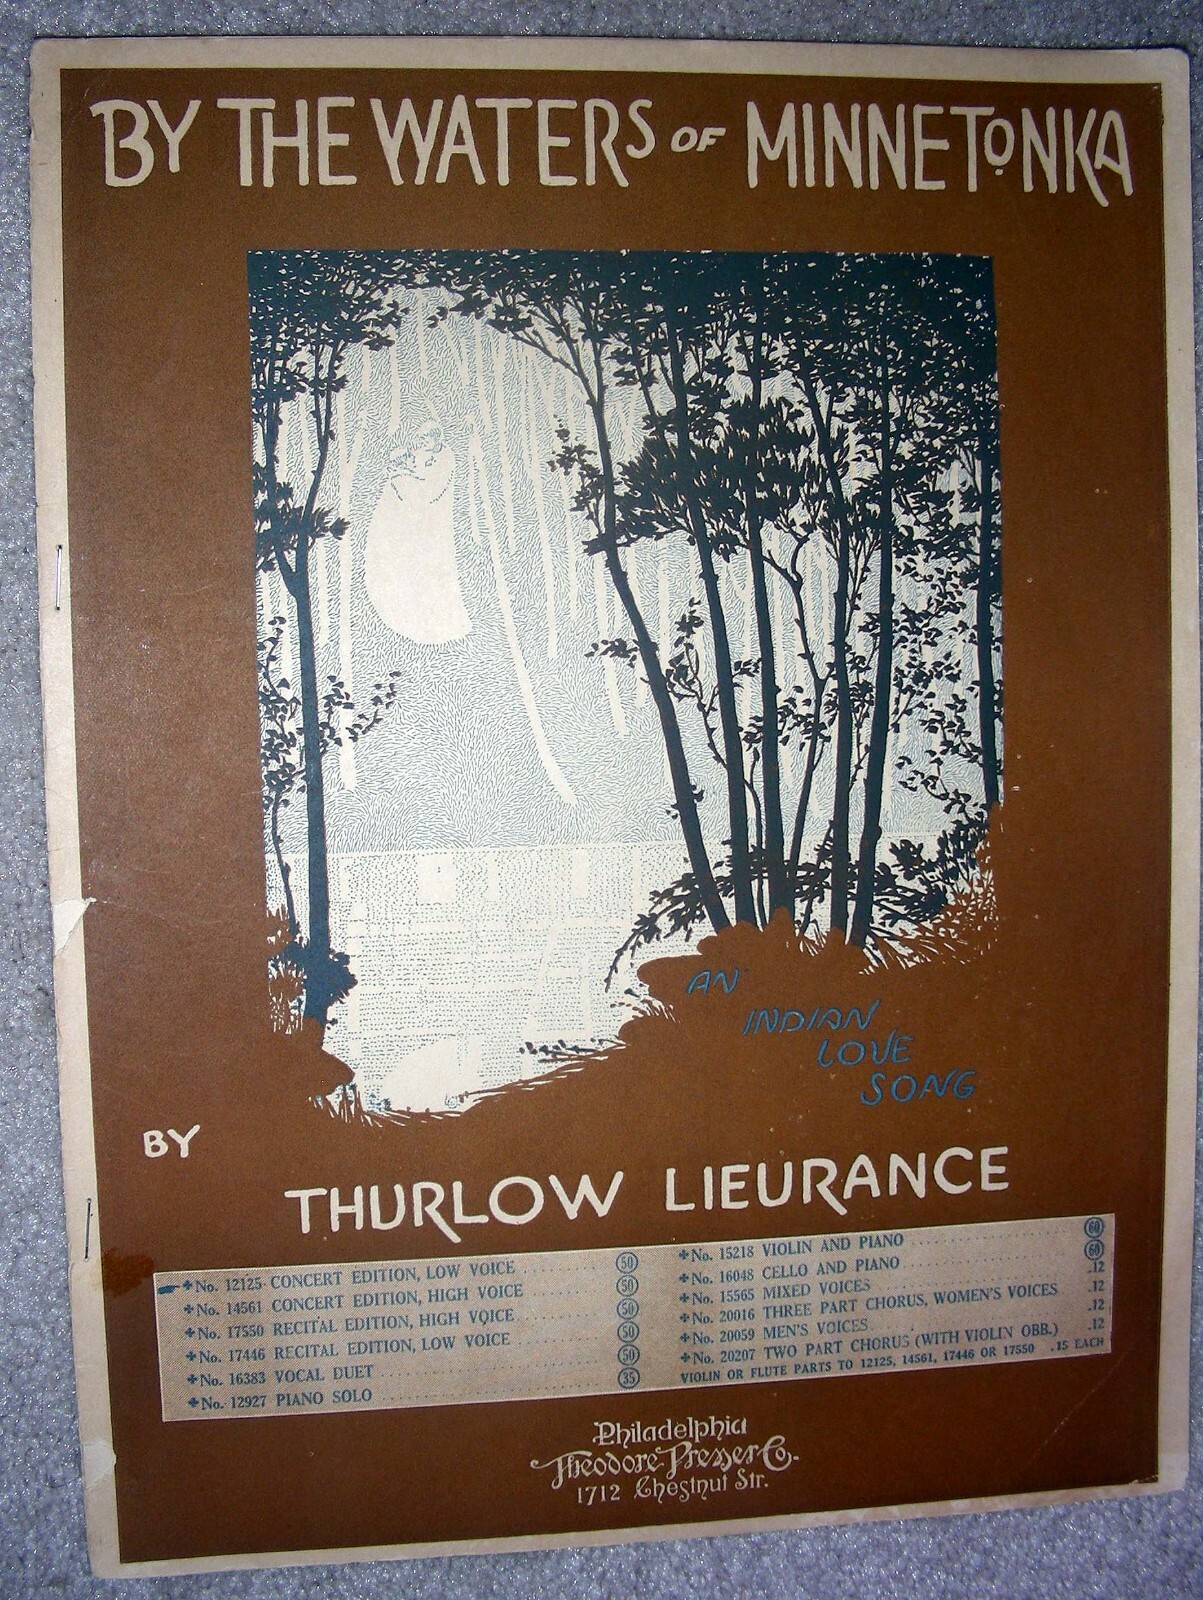 BY THE WATERS OF MINNETONKA
AN
INDIAN
LOVE
SONG
BY
THURLOW LIEURANCE
No. 12125 CONCERT EDITION, LOW VOICE ........ 50
No. 14561 CONCERT EDITION, HIGH VOICE ........ 50
No. 17550 RECITAL EDITION, HIGH VOICE ........ 50
No. 17446 RECITAL EDITION, LOW VOICE ........ 50
No. 16383 VOCAL DUET ........ 50
No. 12927 PIANO SOLO ........ 35
No. 15218 VIOLIN AND PIANO ........ 60
No. 16048 CELLO AND PIANO ........ 60
No. 15565 MIXED VOICES ........ .12
No. 20016 THREE PART CHORUS, WOMEN'S VOICES .12
No. 20059 MEN'S VOICES ........ .12
No. 20207 TWO PART CHORUS (WITH VIOLIN OBB.) .12
VIOLIN OR FLUTE PARTS TO 12125, 14561, 17446 OR 17550 .15 EACH
Philadelphia
Theodore Presser Co.
1712 Chestnut Str.